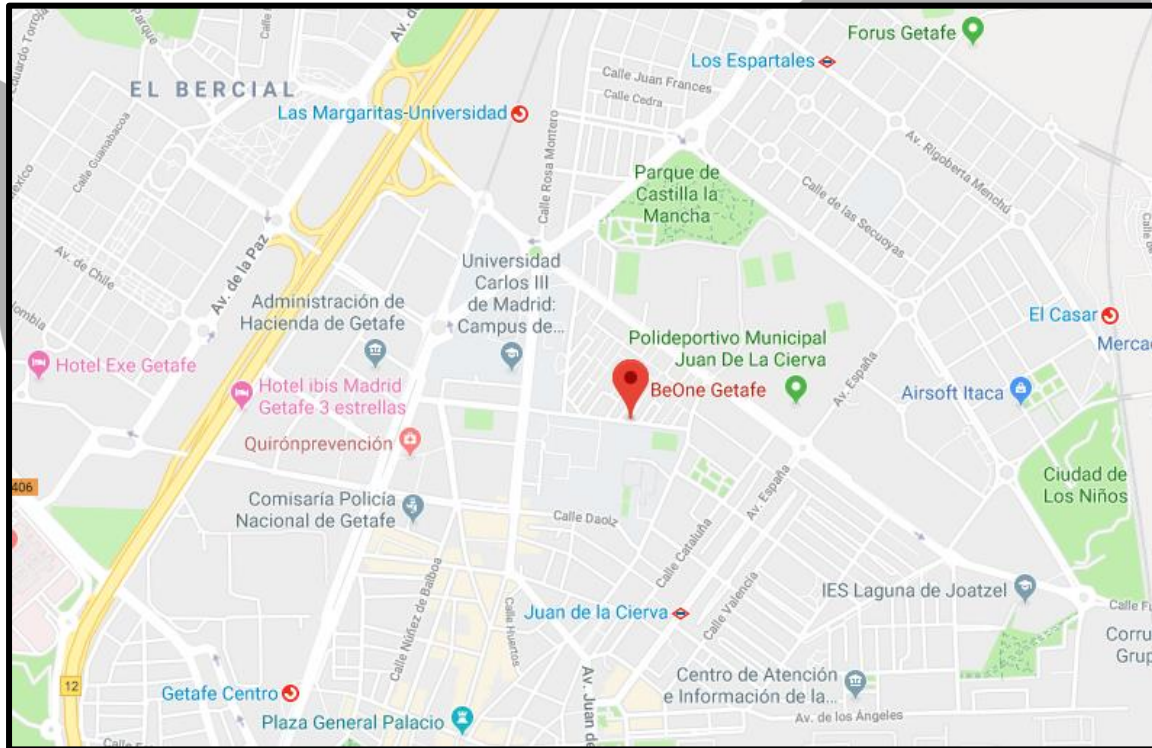 Eduardo Torroja
Parque
Av. de
Forus Getafe
Los Espartales
EL BERCIAL
Calle Juan Frances
Calle Cedra
Las Margaritas-Universidad
Calle Rosa Montero
Calle Guanabacoa
Av. Rigoberta Menchú
Parque de
Castilla la
Mancha
Calle de las Secuoyas
Av. de Chile
Av. de la Paz
Universidad
Carlos III
de Madrid:
Campus de...
Administración de
Hacienda de Getafe
El Casar
Polideportivo Municipal
Juan De La Cierva
Hotel Exe Getafe
Hotel ibis Madrid
Getafe 3 estrellas
BeOne Getafe
Av. España
Airsoft Itaca
Quirónprevención
Ciudad de
Los Niños
406
Comisaría Policía
Nacional de Getafe
Calle Daoíz
Av. España
Calle Cataluña
Calle Valencia
Calle Núñez de Balboa
Calle Huertos
IES Laguna de Joatzel
Juan de la Cierva
Centro de Atención
e Información de la...
12
Getafe Centro
Plaza General Palacio
Av. Juan de
Av. de los Ángeles